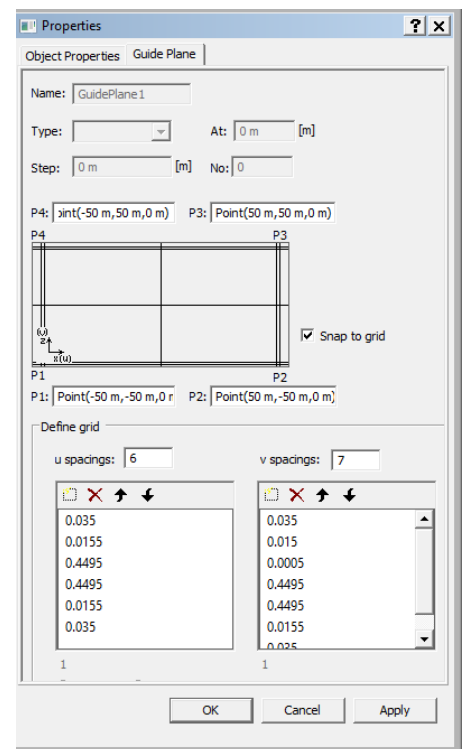 Properties
? x
Object Properties Guide Plane
Name: GuidePlane1
Type: At: 0 m [m]
Step: 0 m [m] No: 0
P4: oint(-50 m,50 m,0 m) P3: Point(50 m,50 m,0 m)
P4 P3
(v)
z
x(u)
Snap to grid
P1 P2
P1: Point(-50 m,-50 m,0 r P2: Point(50 m,-50 m,0 m)
Define grid
u spacings: 6 v spacings: 7
0.035 0.035
0.0155 0.015
0.4495 0.0005
0.4495 0.4495
0.0155 0.4495
0.035 0.0155
0.035
1 1
OK Cancel Apply